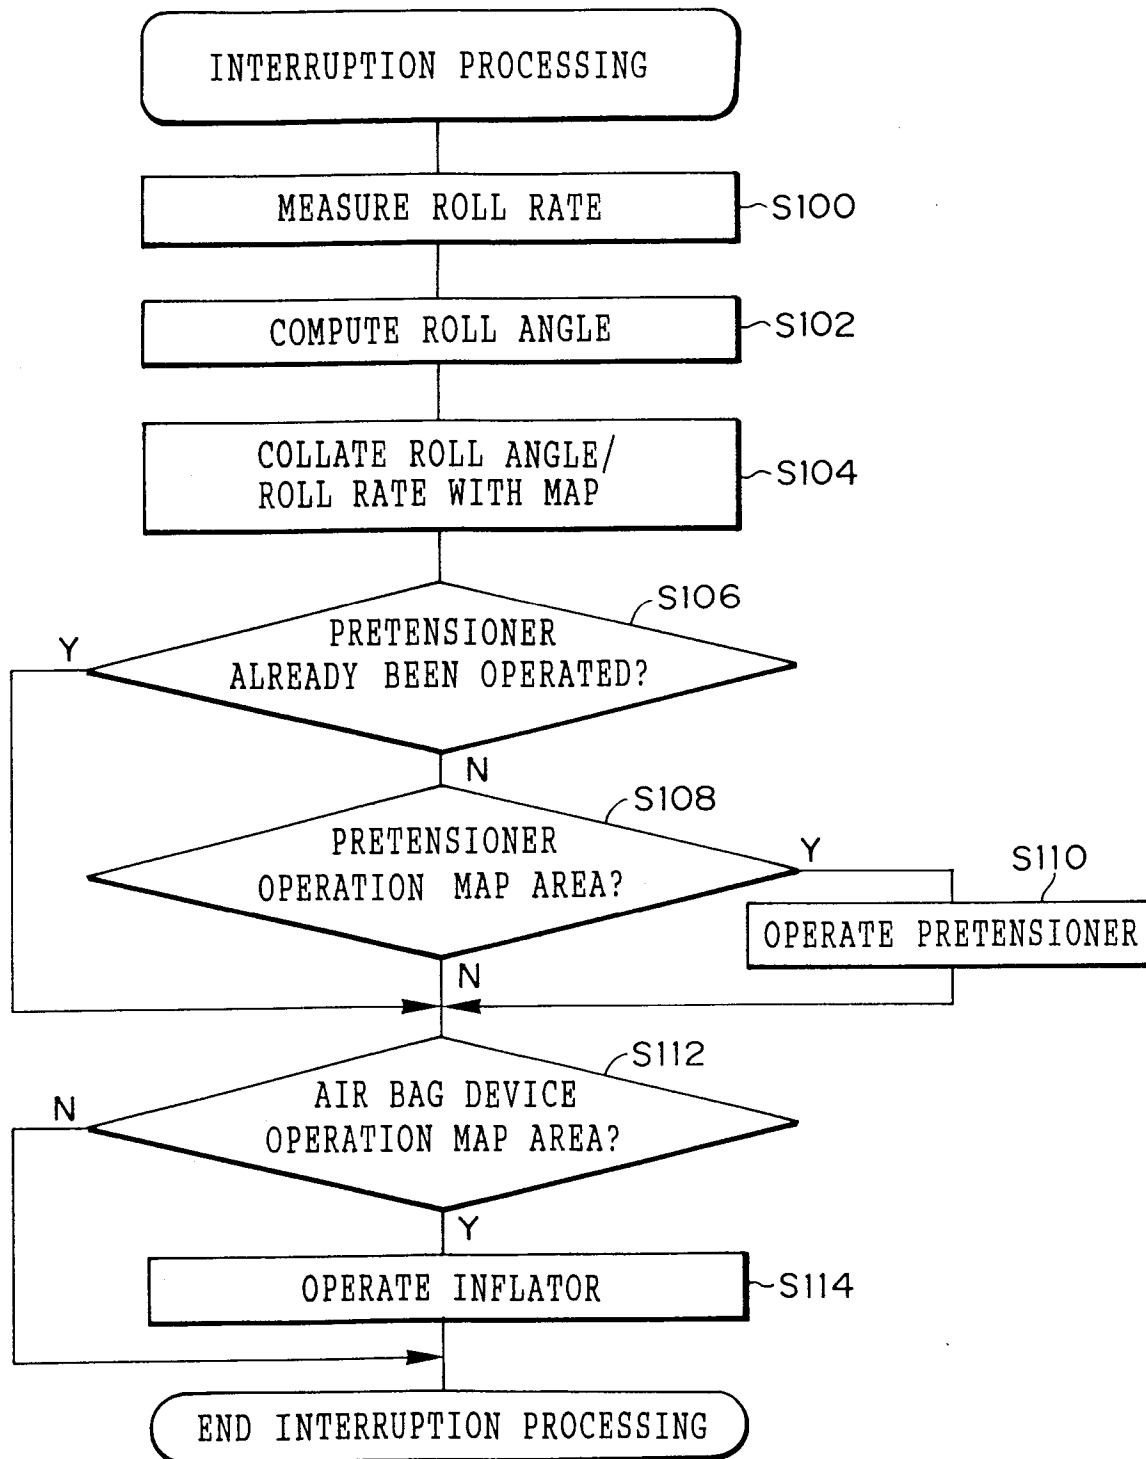 INTERRUPTION PROCESSING
MEASURE ROLL RATE
S100
COMPUTE ROLL ANGLE
S102
COLLATE ROLL ANGLE/
ROLL RATE WITH MAP
S104
S106
Y
PRETENSIONER
ALREADY BEEN OPERATED?
N
S108
PRETENSIONER
OPERATION MAP AREA?
Y
S110
OPERATE PRETENSIONER
N
S112
N
AIR BAG DEVICE
OPERATION MAP AREA?
Y
OPERATE INFLATOR
S114
END INTERRUPTION PROCESSING